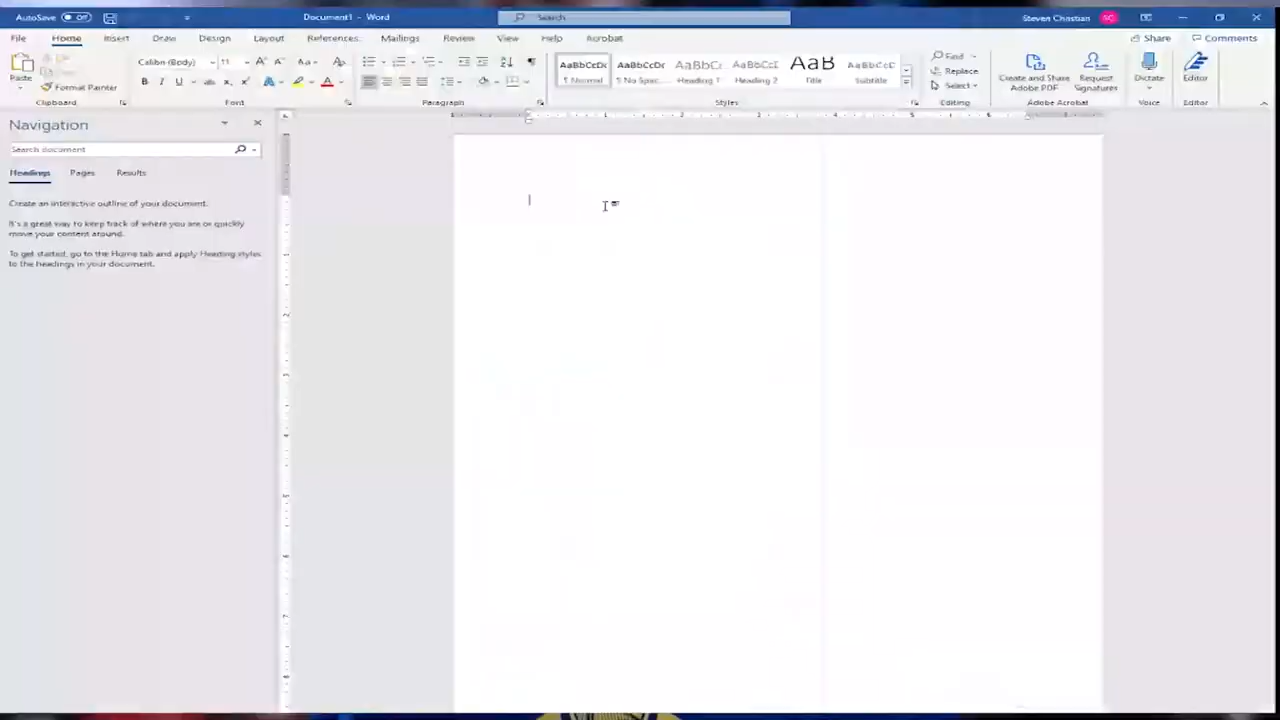 AutoSave Off Document1 - Word Search Steven Chastian SC
File Home Insert Draw Design Layout References Mailings Review View Help Acrobat Share Comments
Paste
Format Painter
Clipboard
Calibri (Body) 11
Font
Paragraph
AaBbCcDc AaBbCcDc AaBbCc AaBbCcE AaB AaBbCcD
¶ Normal ¶ No Spac... Heading 1 Heading 2 Title Subtitle
Styles
Find
Replace
Select
Editing
Create and Share
Adobe PDF
Request
Signatures
Adobe Acrobat
Dictate
Voice
Editor
Editor
Navigation
Search document
Headings Pages Results
Create an interactive outline of your document.
It's a great way to keep track of where you are or quickly
move your content around.
To get started, go to the Home tab and apply Heading styles
to the headings in your document.